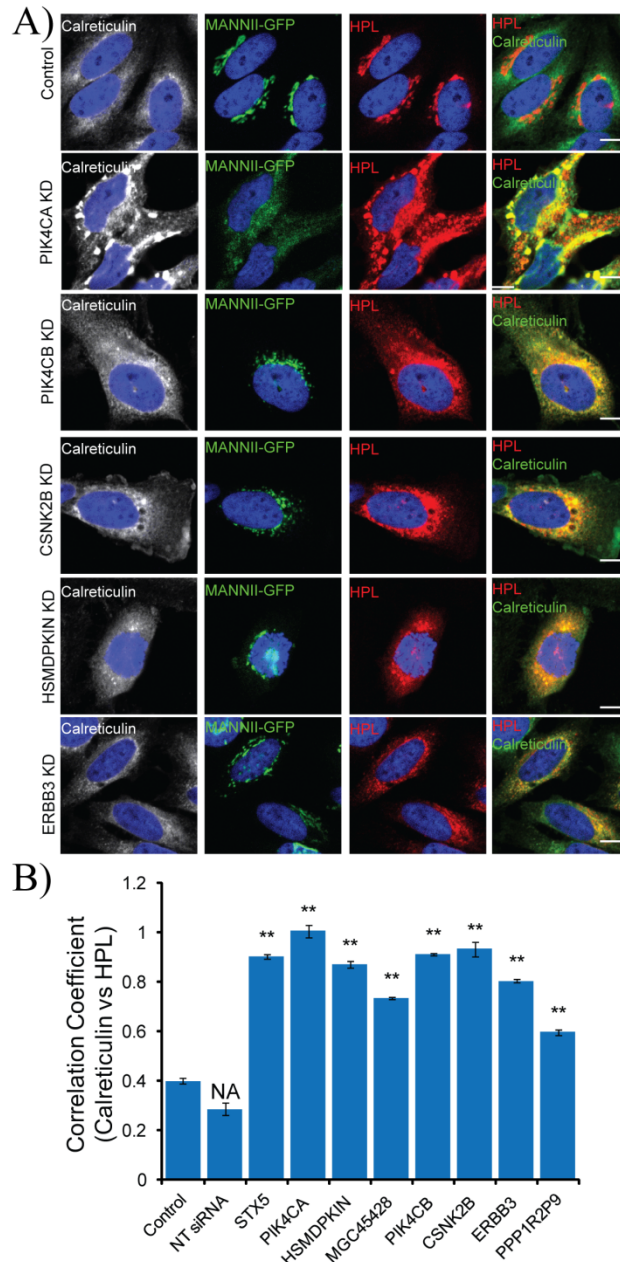 A)
Control
Calreticulin
MANNII-GFP
HPL
HPL
Calreticulin
PIK4CA KD
Calreticulin
MANNII-GFP
HPL
HPL
Calreticulin
PIK4CB KD
Calreticulin
MANNII-GFP
HPL
HPL
Calreticulin
CSNK2B KD
Calreticulin
MANNII-GFP
HPL
HPL
Calreticulin
HSMDPKIN KD
Calreticulin
MANNII-GFP
HPL
HPL
Calreticulin
ERBB3 KD
Calreticulin
MANNII-GFP
HPL
HPL
Calreticulin
B)
Correlation Coefficient
(Calreticulin vs HPL)
1.2
1
0.8
0.6
0.4
0.2
0
NA
**
**
**
**
**
**
**
**
Control
NT siRNA
STX5
PIK4CA
HSMDPKIN
MGC45428
PIK4CB
CSNK2B
ERBB3
PPP1R2P9